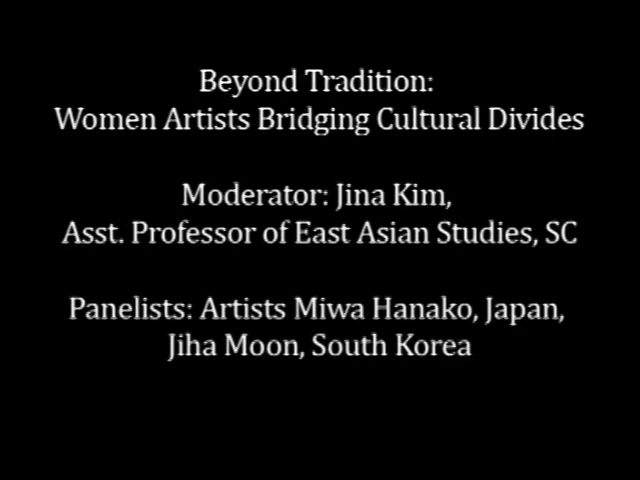 Beyond Tradition:
Women Artists Bridging Cultural Divides
Moderator: Jina Kim,
Asst. Professor of East Asian Studies, SC
Panelists: Artists Miwa Hanako, Japan,
Jiha Moon, South Korea